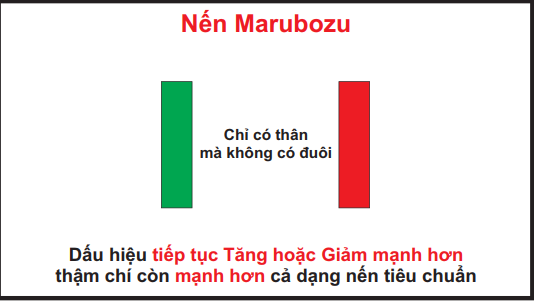 Nến Marubozu
Chỉ có thân
mà không có đuôi
Dấu hiệu tiếp tục Tăng hoặc Giảm mạnh hơn
thậm chí còn mạnh hơn cả dạng nến tiêu chuẩn